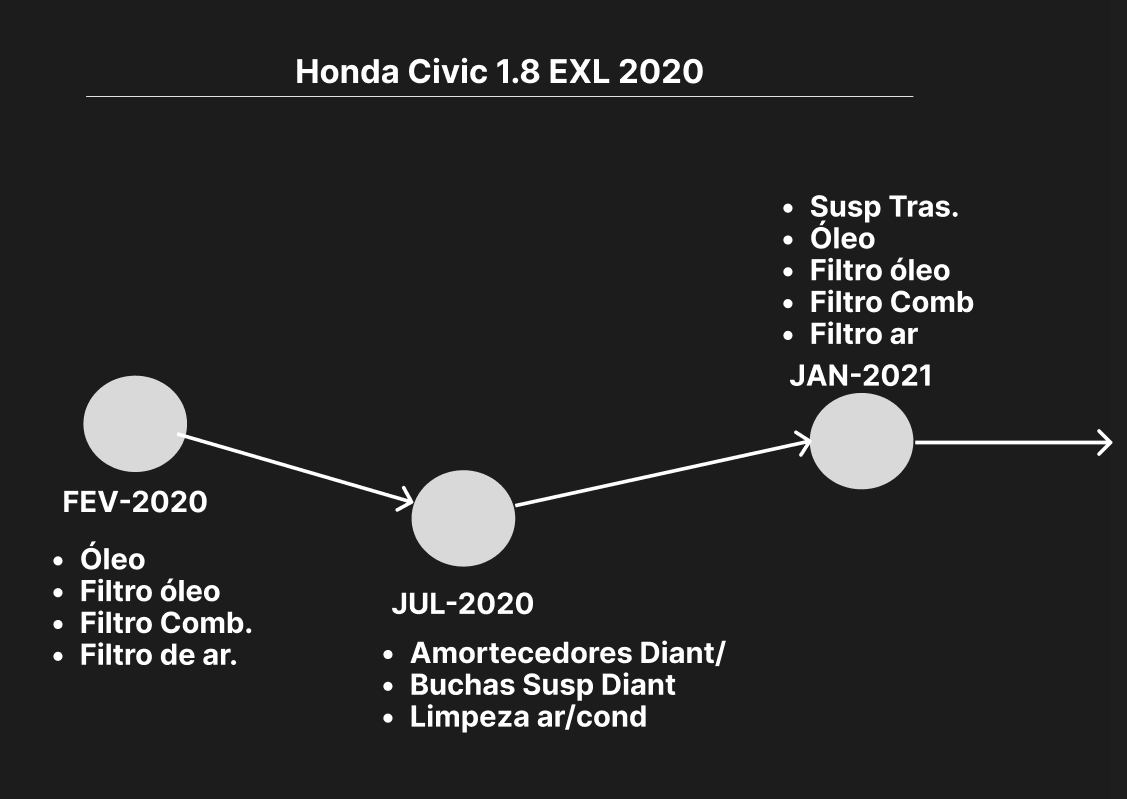 Honda Civic 1.8 EXL 2020
FEV-2020
• Óleo
• Filtro óleo
• Filtro Comb.
• Filtro de ar.
JUL-2020
• Amortecedores Diant/
• Buchas Susp Diant
• Limpeza ar/cond
• Susp Tras.
• Óleo
• Filtro óleo
• Filtro Comb
• Filtro ar
JAN-2021